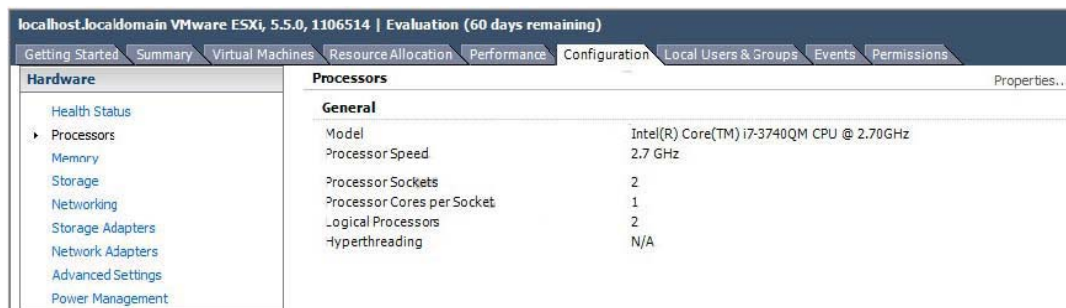 localhost.localdomain VMware ESXi, 5.5.0, 1106514 | Evaluation (60 days remaining)
Getting Started Summary Virtual Machines Resource Allocation Performance Configuration Local Users & Groups Events Permissions
Hardware
Health Status
Processors
Memory
Storage
Networking
Storage Adapters
Network Adapters
Advanced Settings
Power Management
Processors
Properties...
General
Model Intel(R) Core(TM) i7-3740QM CPU @ 2.70GHz
Processor Speed 2.7 GHz
Processor Sockets 2
Processor Cores per Socket 1
Logical Processors 2
Hyperthreading N/A